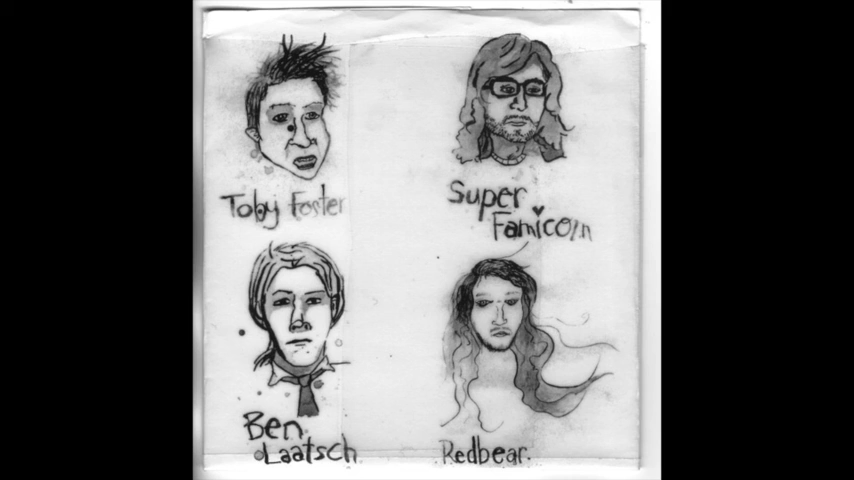 Toby Foster
Super
Famicom
Ben
Laatsch
Redbear.